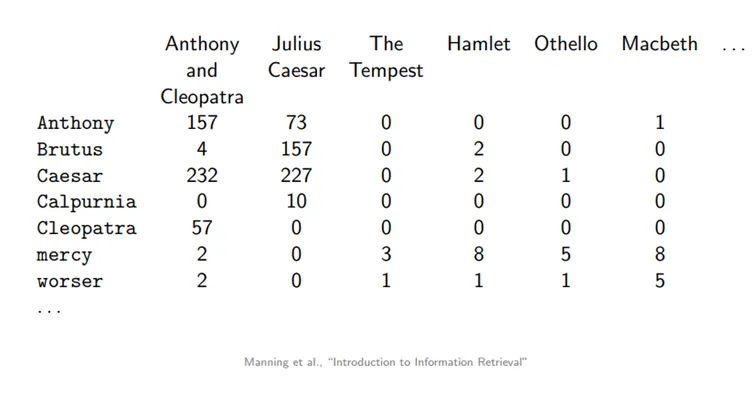 Anthony Julius The Hamlet Othello Macbeth ...
and Caesar Tempest
Cleopatra
Anthony 157 73 0 0 0 1
Brutus 4 157 0 2 0 0
Caesar 232 227 0 2 1 0
Calpurnia 0 10 0 0 0 0
Cleopatra 57 0 0 0 0 0
mercy 2 0 3 8 5 8
worser 2 0 1 1 1 5
...
Manning et al., “Introduction to Information Retrieval”